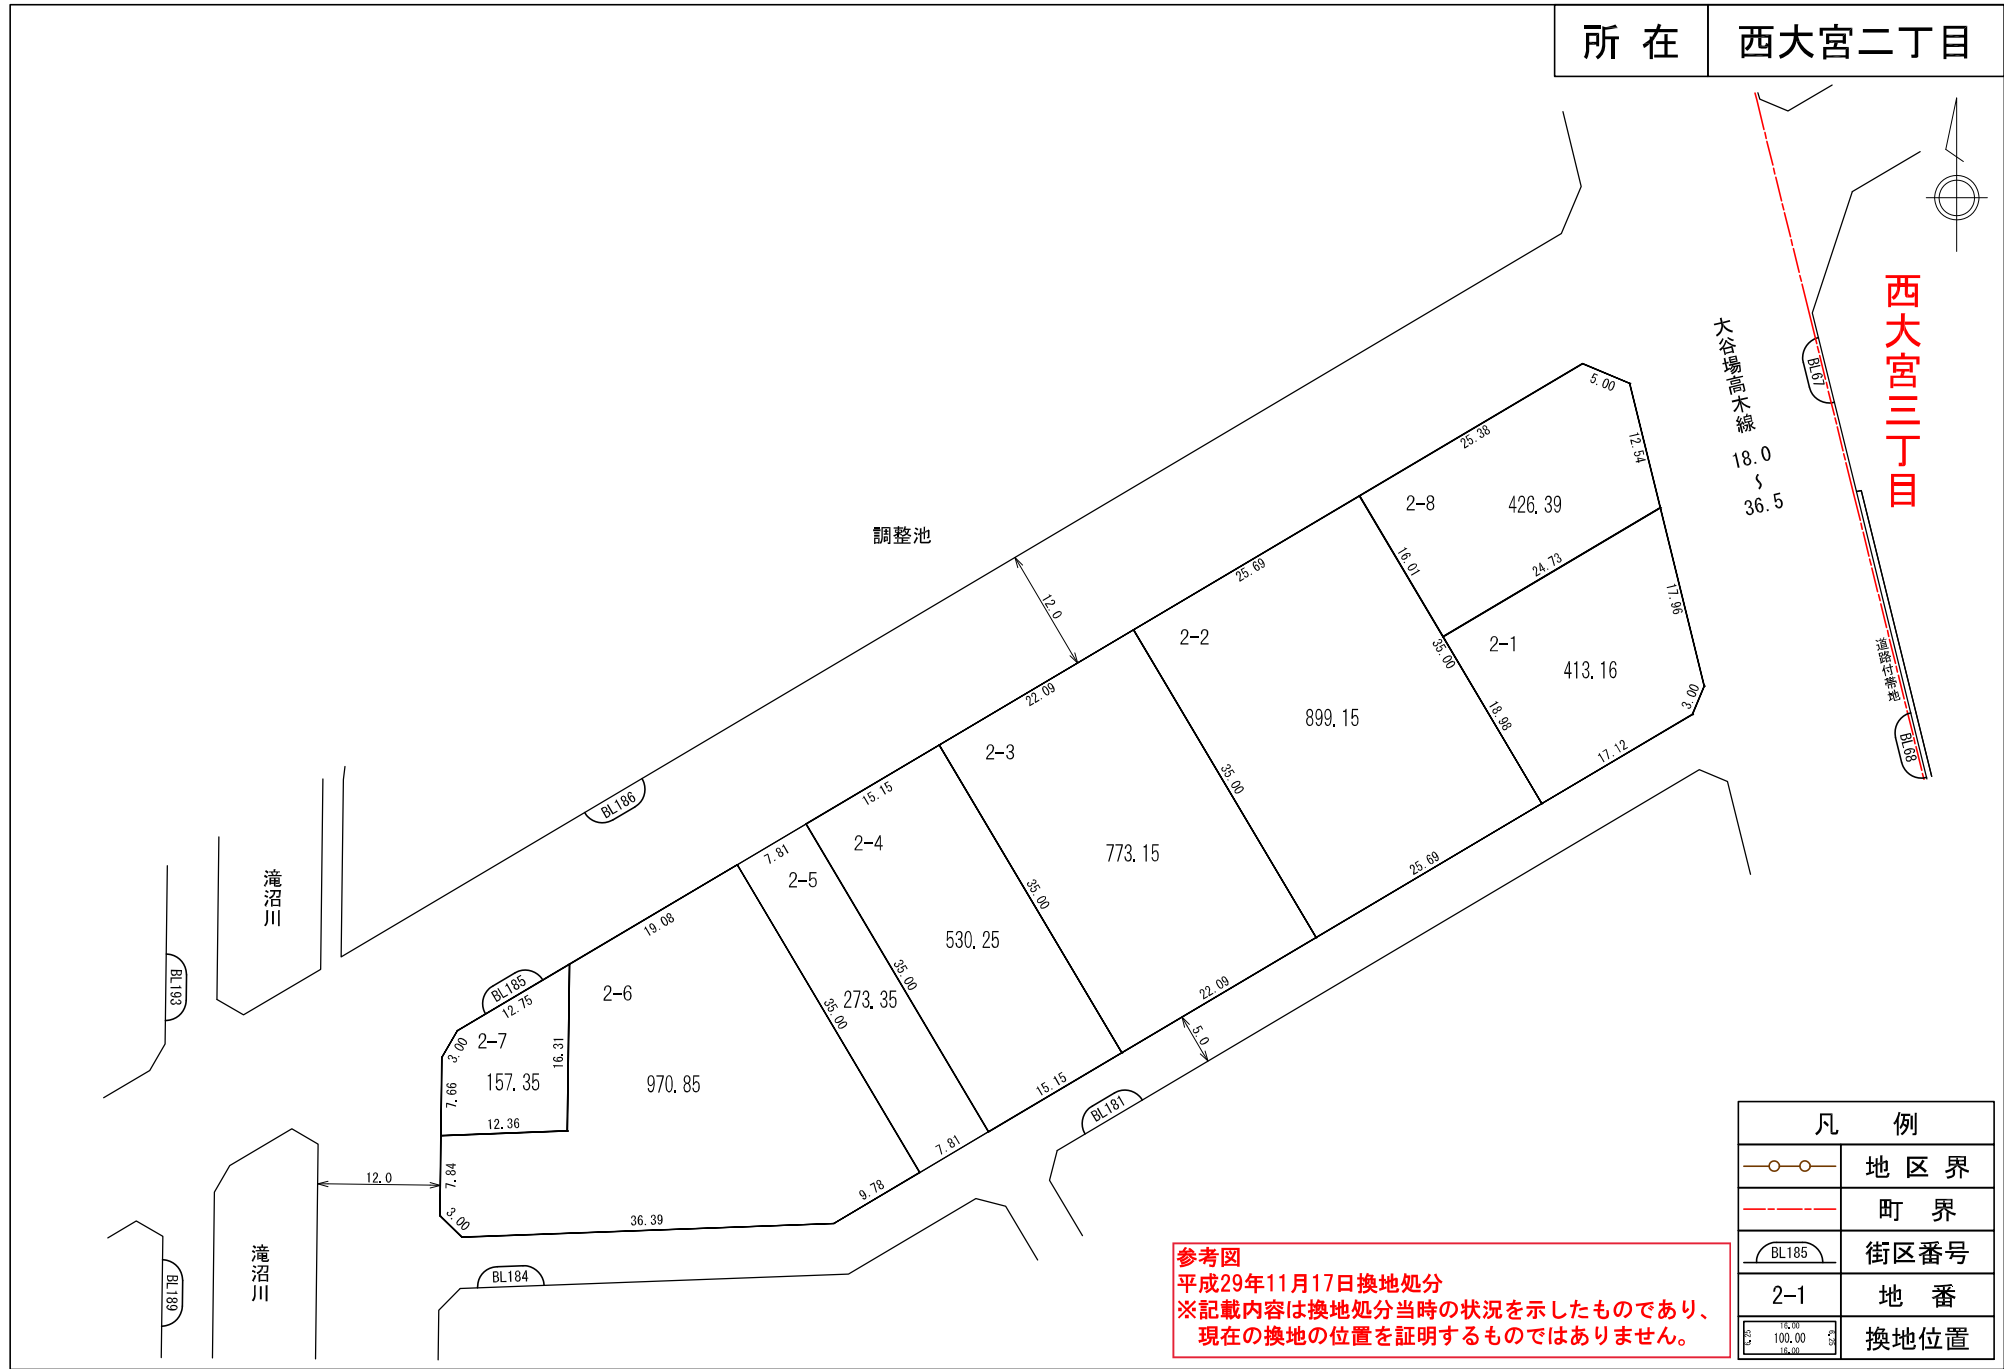 所在 西大宮二丁目
西大宮三丁目
大谷場高木線
18.0
～
36.5
BL67
道路付帯地
BL68
調整池
12.0
5.00
25.38
12.54
2-8
426.39
16.01
24.73
17.96
2-1
413.16
35.00
18.98
3.00
17.12
25.69
2-2
899.15
35.00
25.69
22.09
2-3
773.15
35.00
22.09
5.0
15.15
2-4
530.25
35.00
15.15
7.81
2-5
273.35
35.00
7.81
BL186
19.08
2-6
970.85
9.78
36.39
BL185
12.75
3.00
2-7
157.35
16.31
7.66
12.36
7.84
3.00
12.0
滝沼川
BL193
滝沼川
BL189
BL184
BL181
参考図
平成29年11月17日換地処分
※記載内容は換地処分当時の状況を示したものであり、
現在の換地の位置を証明するものではありません。
凡例
地区界
町界
BL185 街区番号
2-1 地番
16.00
6.25 100.00 6.25
16.00
換地位置